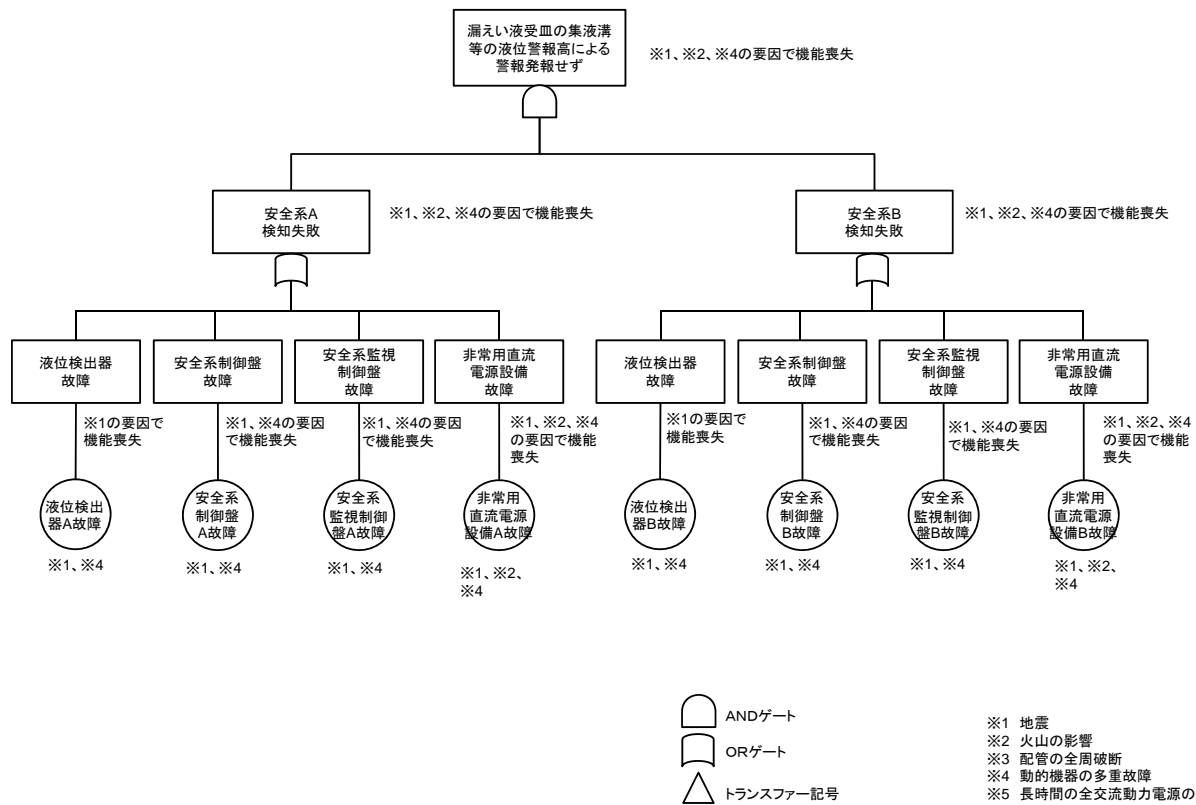 漏えい液受皿の集液溝
等の液位警報高による
警報発報せず
※1、※2、※4の要因で機能喪失
安全系A
検知失敗
※1、※2、※4の要因で機能喪失
安全系B
検知失敗
※1、※2、※4の要因で機能喪失
液位検出器
故障
安全系制御盤
故障
安全系監視
制御盤
故障
非常用直流
電源設備
故障
液位検出器
故障
安全系制御盤
故障
安全系監視
制御盤
故障
非常用直流
電源設備
故障
※1の要因で
機能喪失
※1、※4の要因
で機能喪失
※1、※4の要因
で機能喪失
※1、※2、※4
の要因で機能
喪失
※1の要因で
機能喪失
※1、※4の要因
で機能喪失
※1、※4の要因
で機能喪失
※1、※2、※4
の要因で機能
喪失
液位検出
器A故障
安全系
制御盤
A故障
安全系
監視制御
盤A故障
非常用
直流電源
設備A故障
液位検出
器B故障
安全系
制御盤
B故障
安全系
監視制御
盤B故障
非常用
直流電源
設備B故障
※1、※4
※1、※4
※1、※4
※1、※2、
※4
※1、※4
※1、※4
※1、※4
※1、※2、
※4
ANDゲート
ORゲート
トランスファー記号
※1 地震
※2 火山の影響
※3 配管の全周破断
※4 動的機器の多重故障
※5 長時間の全交流動力電源の